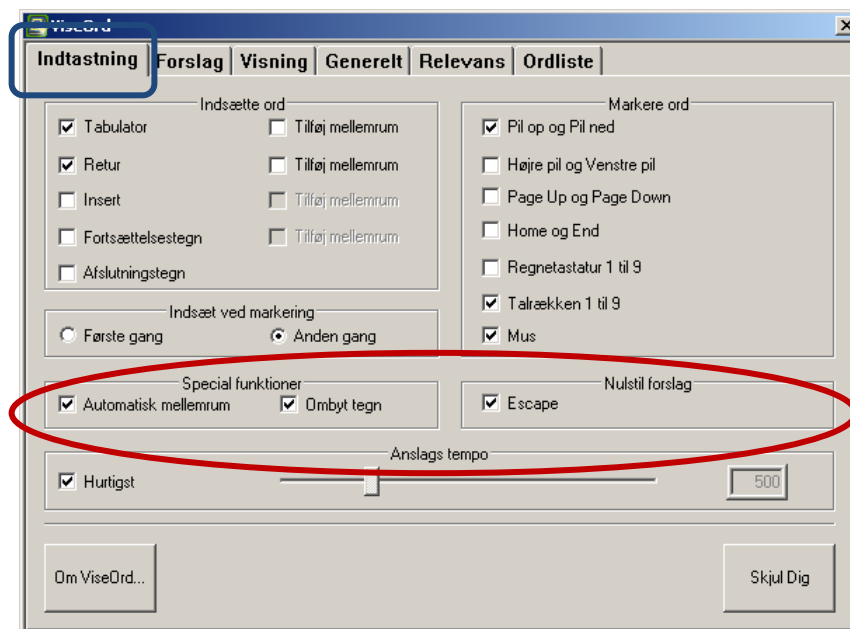 ViseOrd
Indtastning Forslag Visning Generelt Relevans Ordliste
Indsætte ord
Tabulator Tilføj mellemrum
Retur Tilføj mellemrum
Insert Tilføj mellemrum
Fortsættelsestegn Tilføj mellemrum
Afslutningstegn
Markere ord
Pil op og Pil ned
Højre pil og Venstre pil
Page Up og Page Down
Home og End
Regnetastatur 1 til 9
Talrækken 1 til 9
Mus
Indsæt ved markering
Første gang Anden gang
Special funktioner
Automatisk mellemrum Ombyt tegn
Nulstil forslag
Escape
Anslags tempo
Hurtigst 500
Om ViseOrd... Skjul Dig